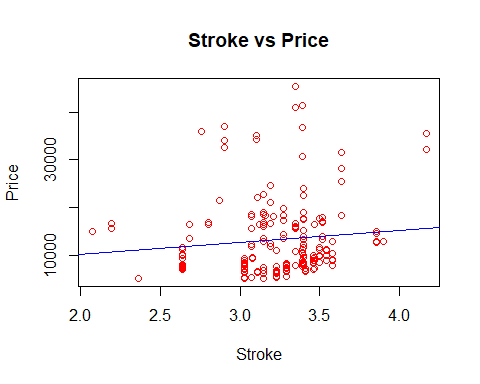 Stroke vs Price
Price
30000
10000
2.0 2.5 3.0 3.5 4.0
Stroke